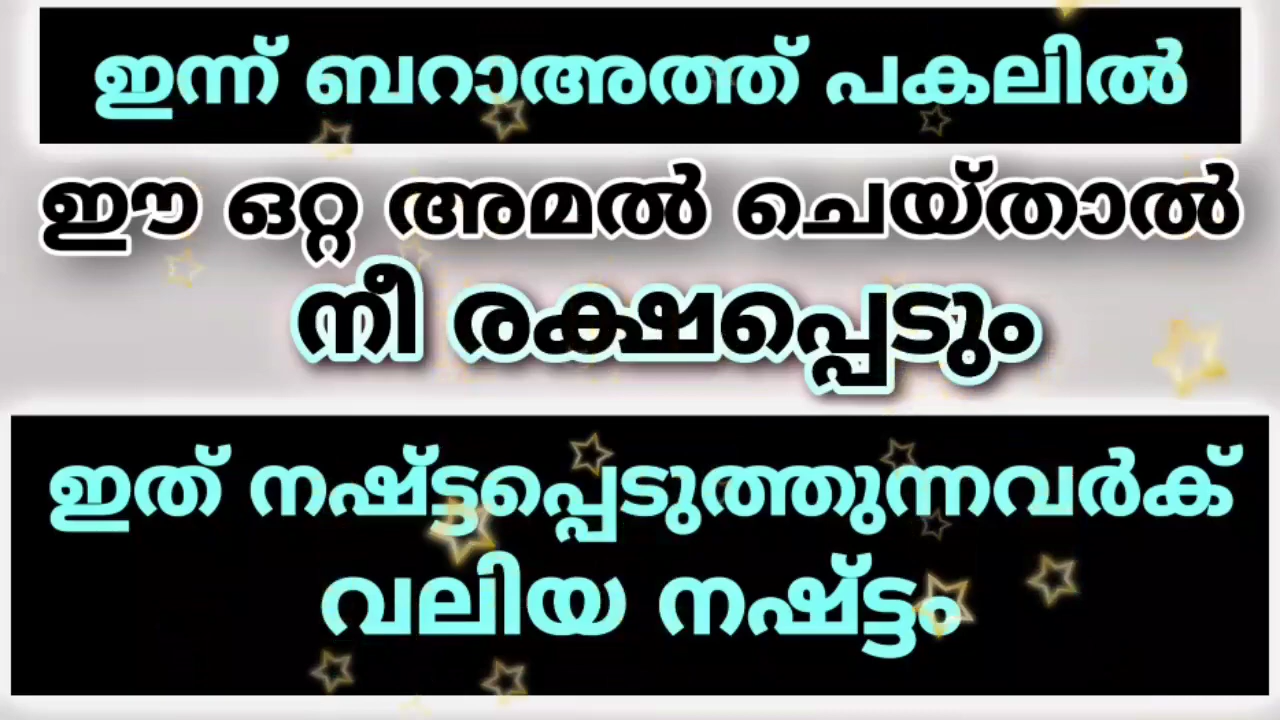 ഇന്ന് ബറാഅത്ത് പകലിൽ
ഈ ഒറ്റ അമൽ ചെയ്താൽ
നീ രക്ഷപ്പെടും
ഇത് നഷ്ട്ടപ്പെടുത്തുന്നവർക്
വലിയ നഷ്ട്ടം